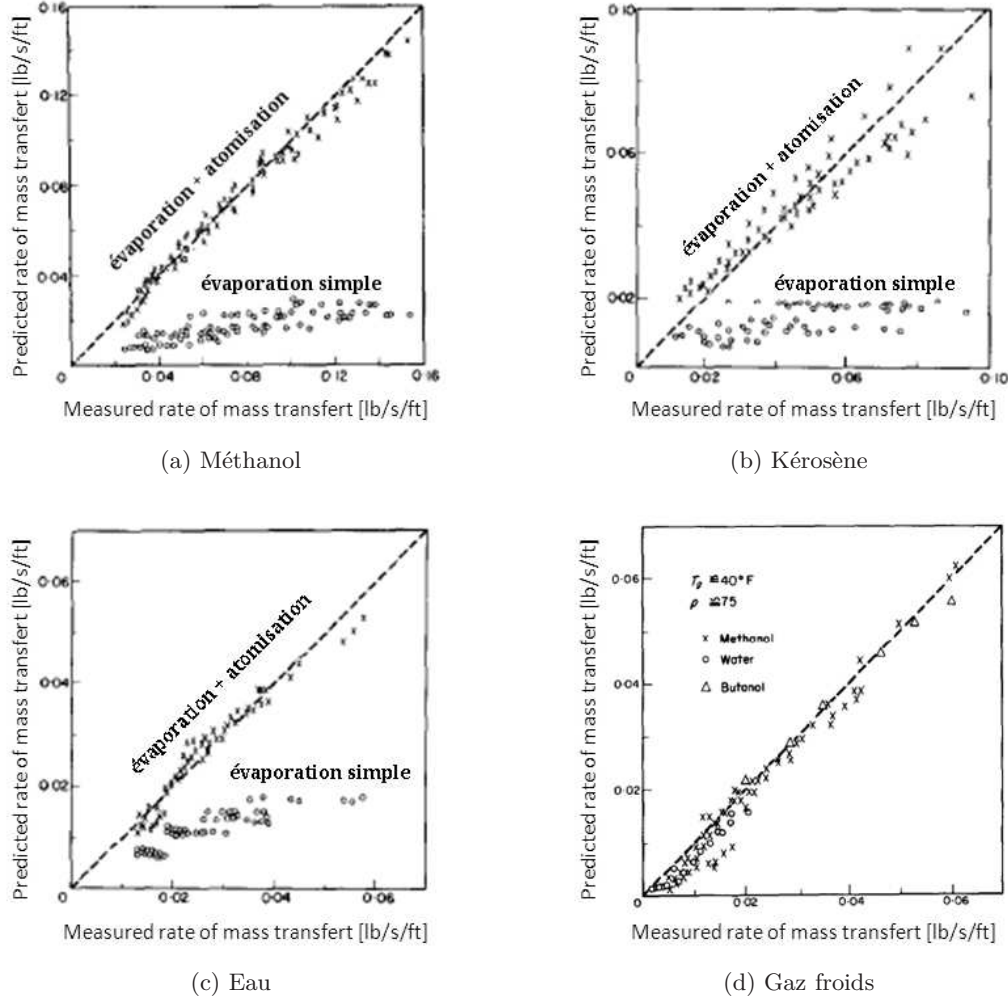 Predicted rate of mass transfert [lb/s/ft]
0·16
0·12
0·08
0·04
0
0·04
0·08
0·12
0·16
évaporation + atomisation
évaporation simple
Measured rate of mass transfert [lb/s/ft]
(a) Méthanol
Predicted rate of mass transfert [lb/s/ft]
0·10
0·06
0·02
0
0·02
0·06
0·10
évaporation + atomisation
évaporation simple
Measured rate of mass transfert [lb/s/ft]
(b) Kérosène
Predicted rate of mass transfert [lb/s/ft]
0·06
0·04
0·02
0
0·02
0·04
0·06
évaporation + atomisation
évaporation simple
Measured rate of mass transfert [lb/s/ft]
(c) Eau
Predicted rate of mass transfert [lb/s/ft]
0·06
0·04
0·02
0
0·02
0·04
0·06
40°F
75
x Methanol
o Water
△ Butanol
Measured rate of mass transfert [lb/s/ft]
(d) Gaz froids